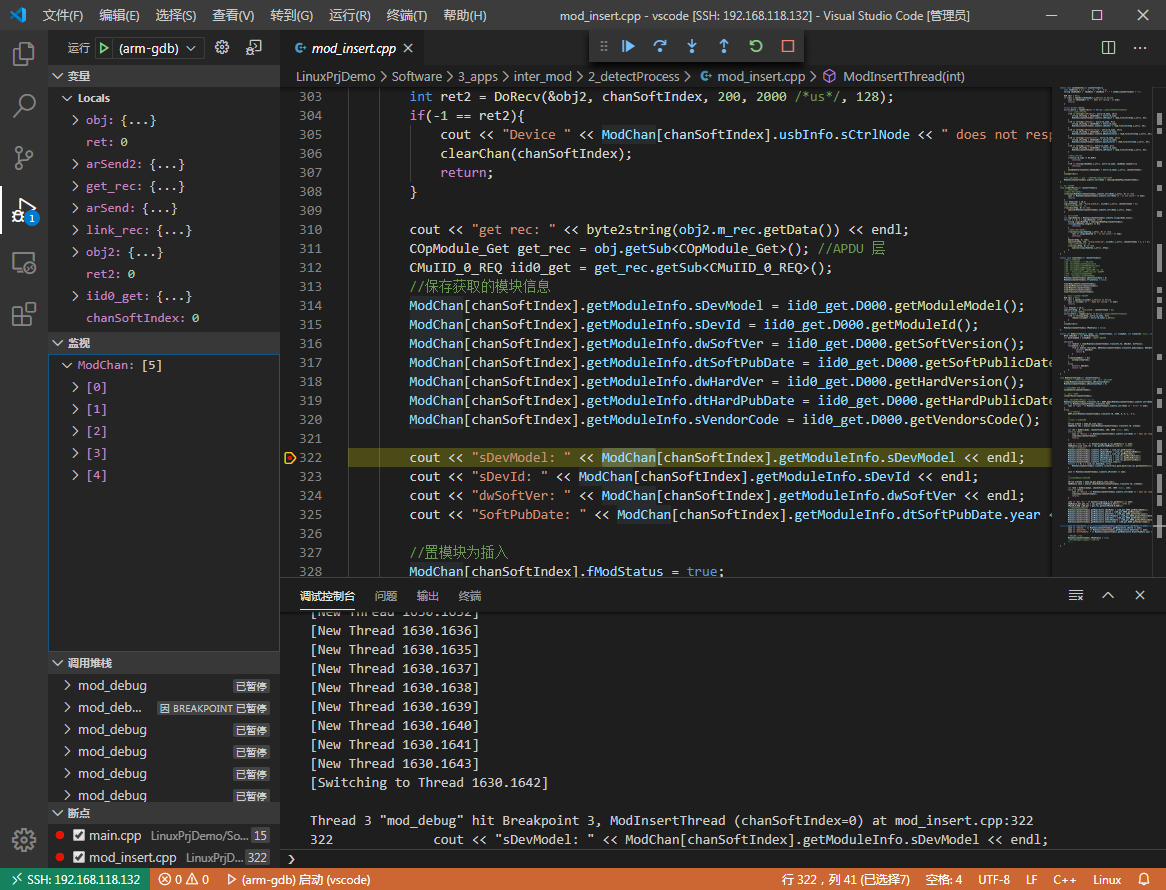 文件(F) 编辑(E) 选择(S) 查看(V) 转到(G) 运行(R) 终端(T) 帮助(H) mod_insert.cpp - vscode [SSH: 192.168.118.132] - Visual Studio Code [管理员]
运行 (arm-gdb)
mod_insert.cpp
LinuxPrjDemo > Software > 3_apps > inter_mod > 2_detectProcess > mod_insert.cpp > ModInsertThread(int)
变量
Locals
obj: {...}
ret: 0
arSend2: {...}
get_rec: {...}
arSend: {...}
link_rec: {...}
obj2: {...}
ret2: 0
iid0_get: {...}
chanSoftIndex: 0
监视
ModChan: [5]
[0]
[1]
[2]
[3]
[4]
调用堆栈
mod_debug 已暂停
mod_deb... 因 BREAKPOINT 已暂停
mod_debug 已暂停
mod_debug 已暂停
mod_debug 已暂停
mod_debug 已暂停
断点
main.cpp LinuxPrjDemo/So... 15
mod_insert.cpp LinuxPrjD... 322
1
303 int ret2 = DoRecv(&obj2, chanSoftIndex, 200, 2000 /*us*/, 128);
304 if(-1 == ret2){
305 cout << "Device " << ModChan[chanSoftIndex].usbInfo.sCtrlNode << " does not resp
306 clearChan(chanSoftIndex);
307 return;
308 }
309
310 cout << "get rec: " << byte2string(obj2.m_rec.getData()) << endl;
311 COpModule_Get get_rec = obj.getSub<COpModule_Get>(); //APDU 层
312 CMuIID_0_REQ iid0_get = get_rec.getSub<CMuIID_0_REQ>();
313 //保存获取的模块信息
314 ModChan[chanSoftIndex].getModuleInfo.sDevModel = iid0_get.D000.getModuleModel();
315 ModChan[chanSoftIndex].getModuleInfo.sDevId = iid0_get.D000.getModuleId();
316 ModChan[chanSoftIndex].getModuleInfo.dwSoftVer = iid0_get.D000.getSoftVersion();
317 ModChan[chanSoftIndex].getModuleInfo.dtSoftPubDate = iid0_get.D000.getSoftPublicDate
318 ModChan[chanSoftIndex].getModuleInfo.dwHardVer = iid0_get.D000.getHardVersion();
319 ModChan[chanSoftIndex].getModuleInfo.dtHardPubDate = iid0_get.D000.getHardPublicDate
320 ModChan[chanSoftIndex].getModuleInfo.sVendorCode = iid0_get.D000.getVendorsCode();
321
322 cout << "sDevModel: " << ModChan[chanSoftIndex].getModuleInfo.sDevModel << endl;
323 cout << "sDevId: " << ModChan[chanSoftIndex].getModuleInfo.sDevId << endl;
324 cout << "dwSoftVer: " << ModChan[chanSoftIndex].getModuleInfo.dwSoftVer << endl;
325 cout << "SoftPubDate: " << ModChan[chanSoftIndex].getModuleInfo.dtSoftPubDate.year <
326
327 //置模块为插入
328 ModChan[chanSoftIndex].fModStatus = true;
调试控制台 问题 输出 终端
[New Thread 1630.1632]
[New Thread 1630.1636]
[New Thread 1630.1635]
[New Thread 1630.1637]
[New Thread 1630.1638]
[New Thread 1630.1639]
[New Thread 1630.1640]
[New Thread 1630.1641]
[New Thread 1630.1643]
[Switching to Thread 1630.1642]
Thread 3 "mod_debug" hit Breakpoint 3, ModInsertThread (chanSoftIndex=0) at mod_insert.cpp:322
322 cout << "sDevModel: " << ModChan[chanSoftIndex].getModuleInfo.sDevModel << endl;
SSH: 192.168.118.132 0 0 (arm-gdb) 启动 (vscode) 行 322，列 41 (已选择7) 空格: 4 UTF-8 LF C++ Linux